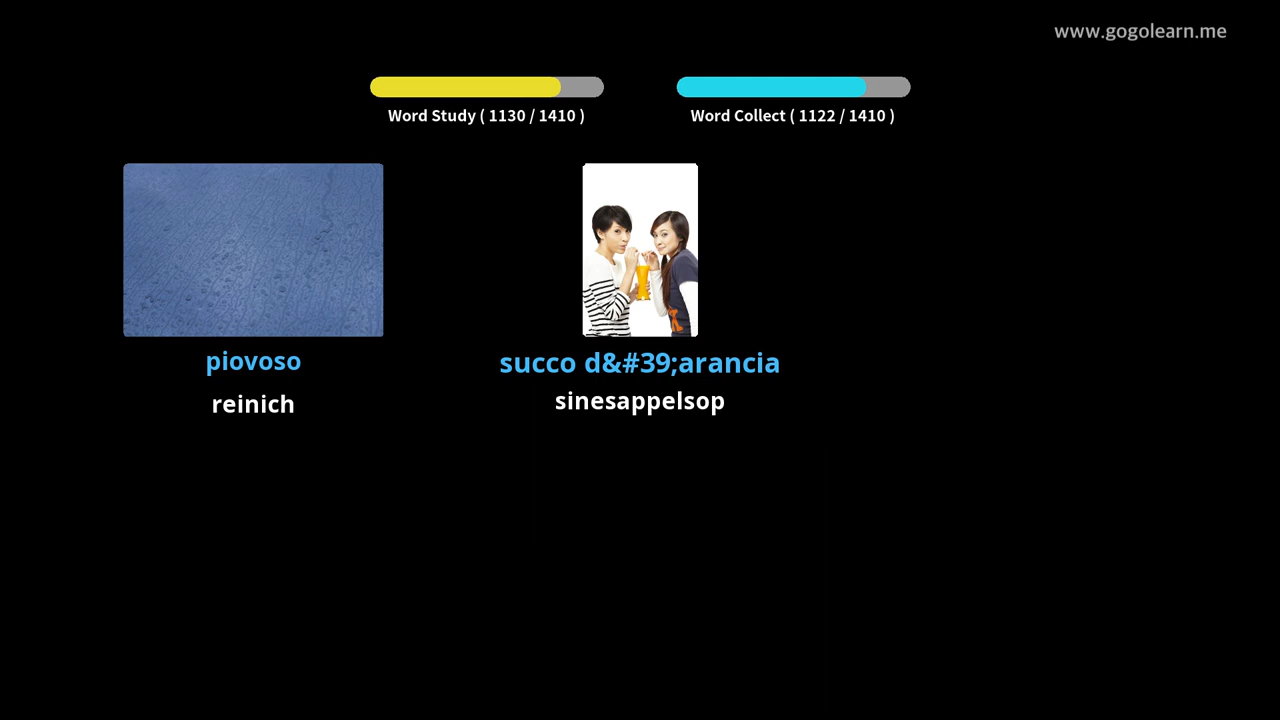 www.gogolearn.me
Word Study ( 1130 / 1410 )
Word Collect ( 1122 / 1410 )
piovoso
reinich
succo d&#39;arancia
sinesappelsop